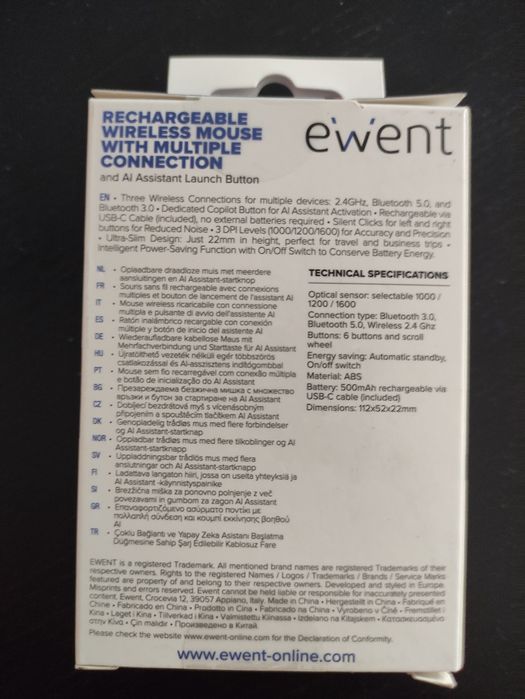 RECHARGEABLE
WIRELESS MOUSE
WITH MULTIPLE
CONNECTION
and AI Assistant Launch Button
ewent
EN • Three Wireless Connections for multiple devices: 2.4GHz, Bluetooth 5.0, and
Bluetooth 3.0 • Dedicated Copilot Button for AI Assistant Activation • Rechargeable via
USB-C Cable (included), no external batteries required • Silent Clicks for left and right
buttons for Reduced Noise • 3 DPI Levels (1000/1200/1600) for Accuracy and Precision
• Ultra-Slim Design: Just 22mm in height, perfect for travel and business trips •
Intelligent Power-Saving Function with On/Off Switch to Conserve Battery Energy.
NL • Oplaadbare draadloze muis met meerdere
aansluitingen en AI Assistant-startknop
FR • Souris sans fil rechargeable avec connexions
multiples et bouton de lancement de l'assistant AI
IT • Mouse wireless ricaricabile con connessione
multipla e pulsante di avvio dell'assistente AI
ES • Ratón inalámbrico recargable con conexión
múltiple y botón de inicio del asistente AI
DE • Wiederaufladbare kabellose Maus mit
Mehrfachverbindung und Starttaste für AI Assistant
HU • Újratölthető vezeték nélküli egér többszörös
csatlakozással és AI-asszisztens indítógombbal
PT • Mouse sem fio recarregável com conexão múltipla
e botão de inicialização do AI Assistant
BG • Презареждаема безжична мишка с множество
връзки и бутон за стартиране на AI Assistant
CZ • Dobíjecí bezdrátová myš s vícenásobným
připojením a spouštěcím tlačítkem AI Assistant
DK • Genopladelig trådløs mus med flere forbindelser
og AI Assistant-startknap
NOR • Oppladbar trådløs mus med flere tilkoblinger og AI
Assistant-startknapp
SV • Uppladdningsbar trådlös mus med flera
anslutningar och AI Assistant-startknapp
FI • Ladattava langaton hiiri, jossa on useita yhteyksiä ja
AI Assistant -käynnistyspainike
SI • Brezžična miška za ponovno polnjenje z več
povezavami in gumbom za zagon AI Assistant
GR • Επαναφορτιζόμενο ασύρματο ποντίκι με
πολλαπλή σύνδεση και κουμπί εκκίνησης βοηθού
AI
TR • Çoklu Bağlantı ve Yapay Zeka Asistanı Başlatma
Düğmesine Sahip Şarj Edilebilir Kablosuz Fare
TECHNICAL SPECIFICATIONS
Optical sensor: selectable 1000 /
1200 / 1600
Connection type: Bluetooth 3.0,
Bluetooth 5.0, Wireless 2.4 Ghz
Buttons: 6 buttons and scroll
wheel
Energy saving: Automatic standby,
On/off switch
Material: ABS
Battery: 500mAh rechargeable via
USB-C cable (included)
Dimensions: 112x52x22mm
EWENT is a registered Trademark. All mentioned brand names are registered Trademarks of their
respective owners. Rights to the Registered Names / Logos / Trademarks / Brands / Service Marks
featured are property of and belong to their respective owners. Developed and styled in Europe.
Misprints and errors reserved. Ewent cannot be held liable or responsible for inaccurately presented
content. Ewent, Crocevia 12, 39057 Appiano, Italy. Made in China • Hergestellt in China • Fabriqué en
Chine • Fabricado en China • Prodotto in Cina • Fabricado na China • Vyrobeno v Číně • Fremstillet i
Kina • Laget i Kina • Tillverkad i Kina • Valmistettu Kiinassa • Izdelano na Kitajskem • Κατασκευασμένο
στην Κίνα • Çin malıdır • Произведено в Китай.
Please check the website www.ewent-online.com for the Declaration of Conformity.
www.ewent-online.com